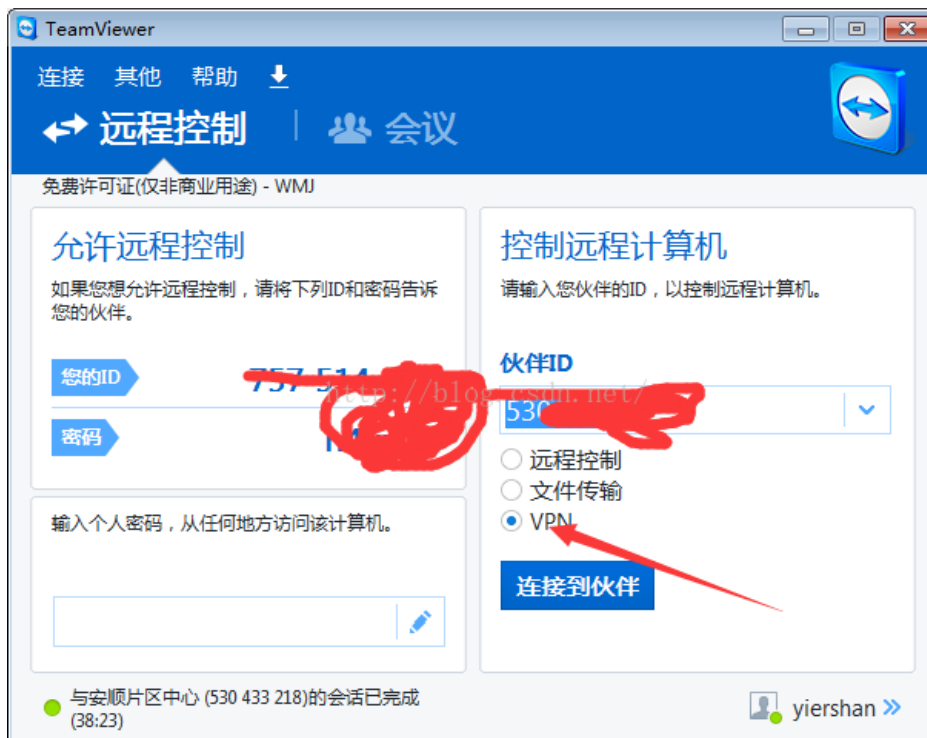 TeamViewer
连接 其他 帮助
远程控制 会议
免费许可证(仅非商业用途) - WMJ
允许远程控制
如果您想允许远程控制，请将下列ID和密码告诉
您的伙伴。
您的ID 757 514
密码
输入个人密码，从任何地方访问该计算机。
控制远程计算机
请输入您伙伴的ID，以控制远程计算机。
伙伴ID
530
http://blog.csdn.net/
远程控制
文件传输
VPN
连接到伙伴
与安顺片区中心 (530 433 218)的会话已完成
(38:23)
yiershan